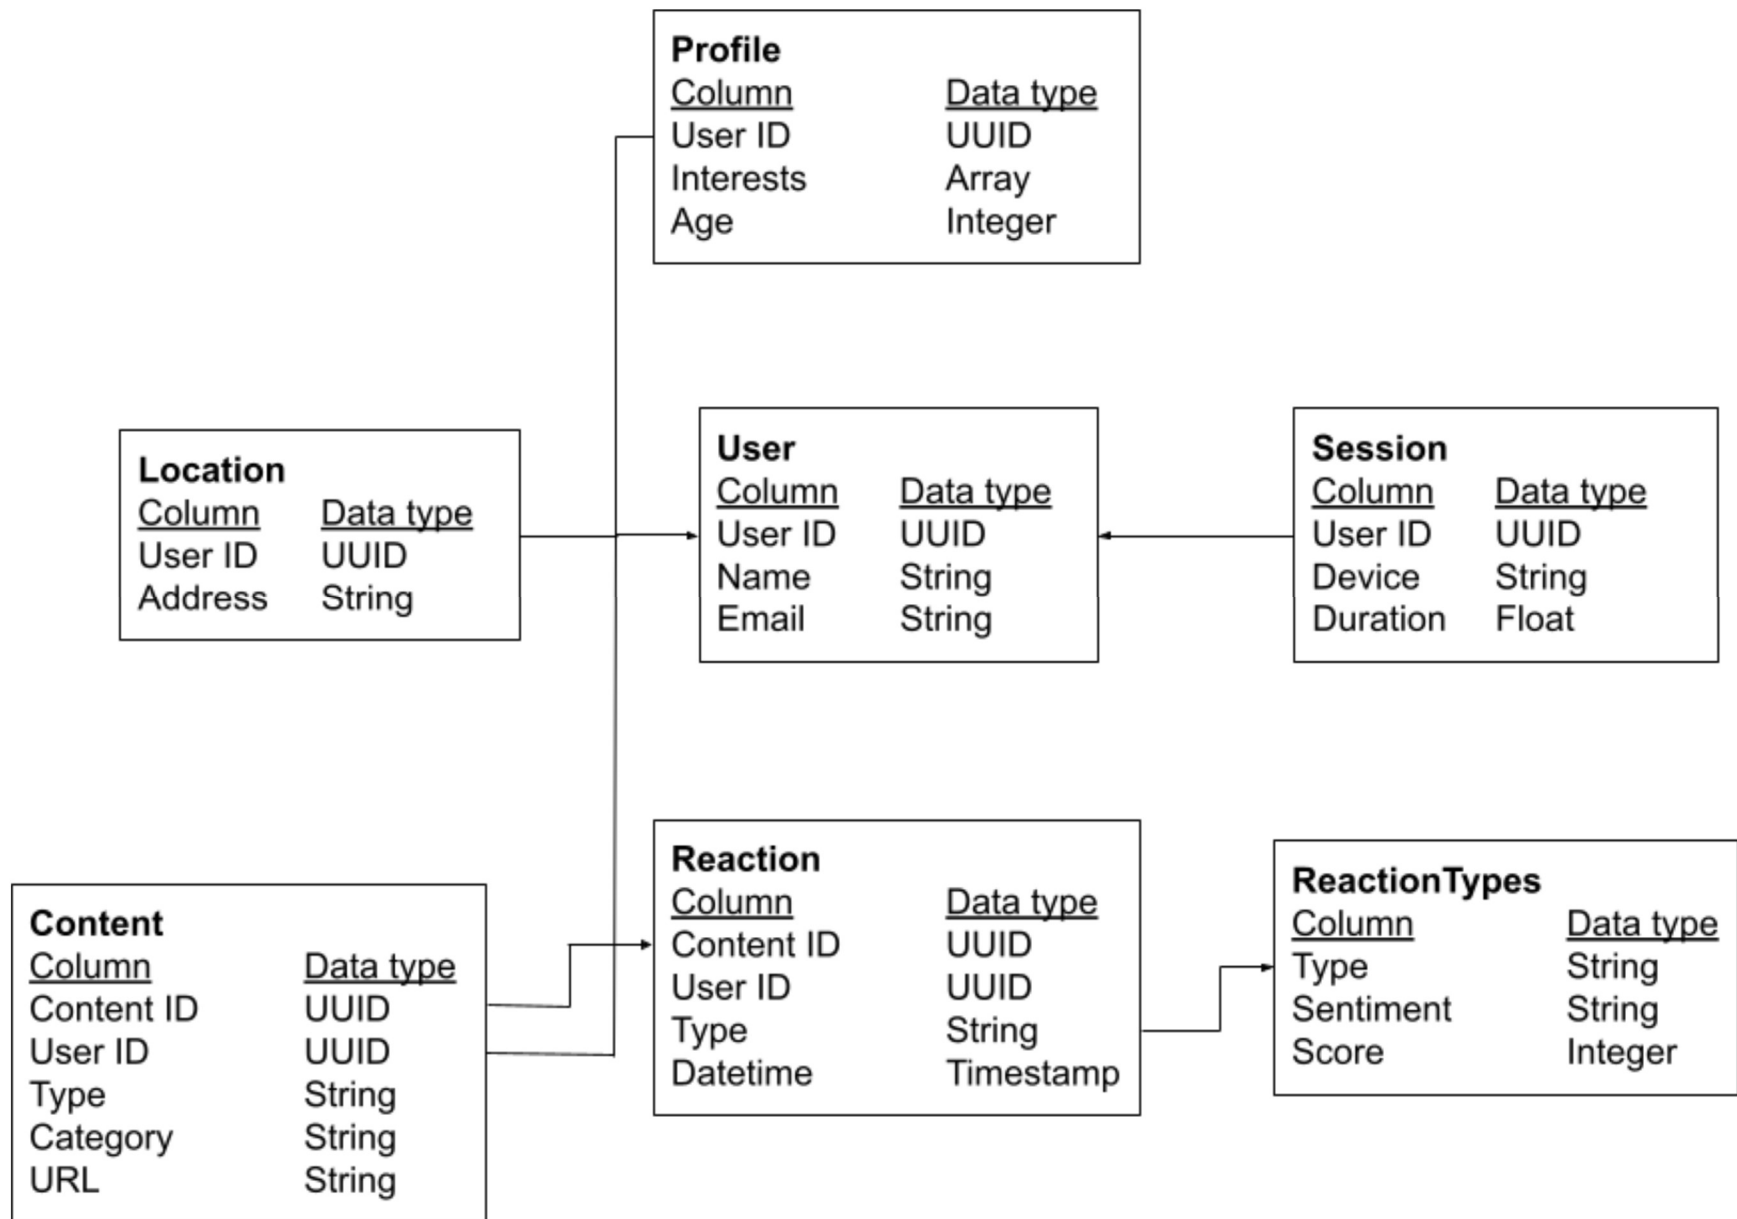 Profile
Column Data type
User ID UUID
Interests Array
Age Integer
Location
Column Data type
User ID UUID
Address String
User
Column Data type
User ID UUID
Name String
Email String
Session
Column Data type
User ID UUID
Device String
Duration Float
Content
Column Data type
Content ID UUID
User ID UUID
Type String
Category String
URL String
Reaction
Column Data type
Content ID UUID
User ID UUID
Type String
Datetime Timestamp
ReactionTypes
Column Data type
Type String
Sentiment String
Score Integer